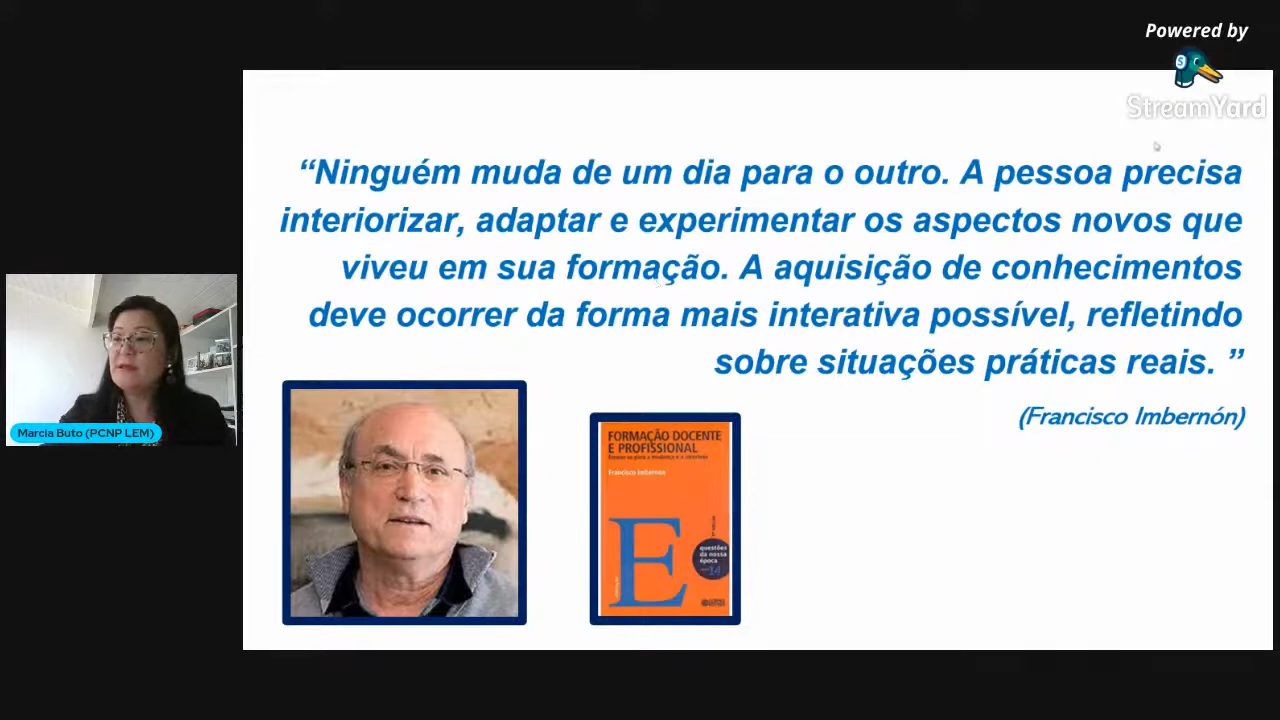 Powered by
StreamYard
“Ninguém muda de um dia para o outro. A pessoa precisa
interiorizar, adaptar e experimentar os aspectos novos que
viveu em sua formação. A aquisição de conhecimentos
deve ocorrer da forma mais interativa possível, refletindo
sobre situações práticas reais. ”
(Francisco Imbernón)
Marcia Buto (PCNP LEM)
FORMAÇÃO DOCENTE
E PROFISSIONAL
Francisco Imbernón
E
questões
da nossa
época
14